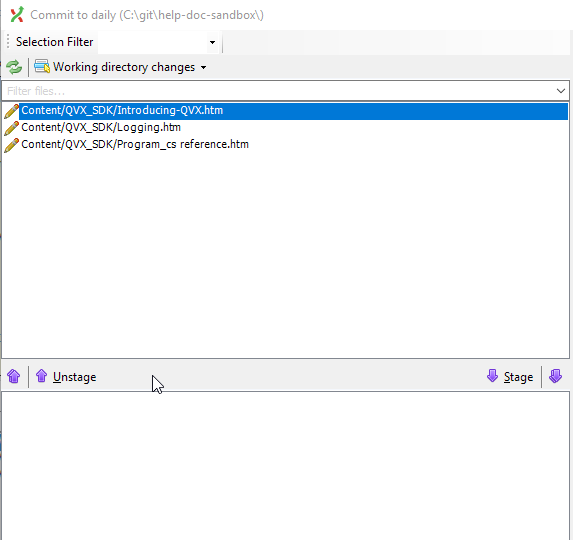 Commit to daily (C:\git\help-doc-sandbox\)
Selection Filter
Working directory changes
Filter files...
Content/QVX_SDK/Introducing-QVX.htm
Content/QVX_SDK/Logging.htm
Content/QVX_SDK/Program_cs reference.htm
Unstage Stage